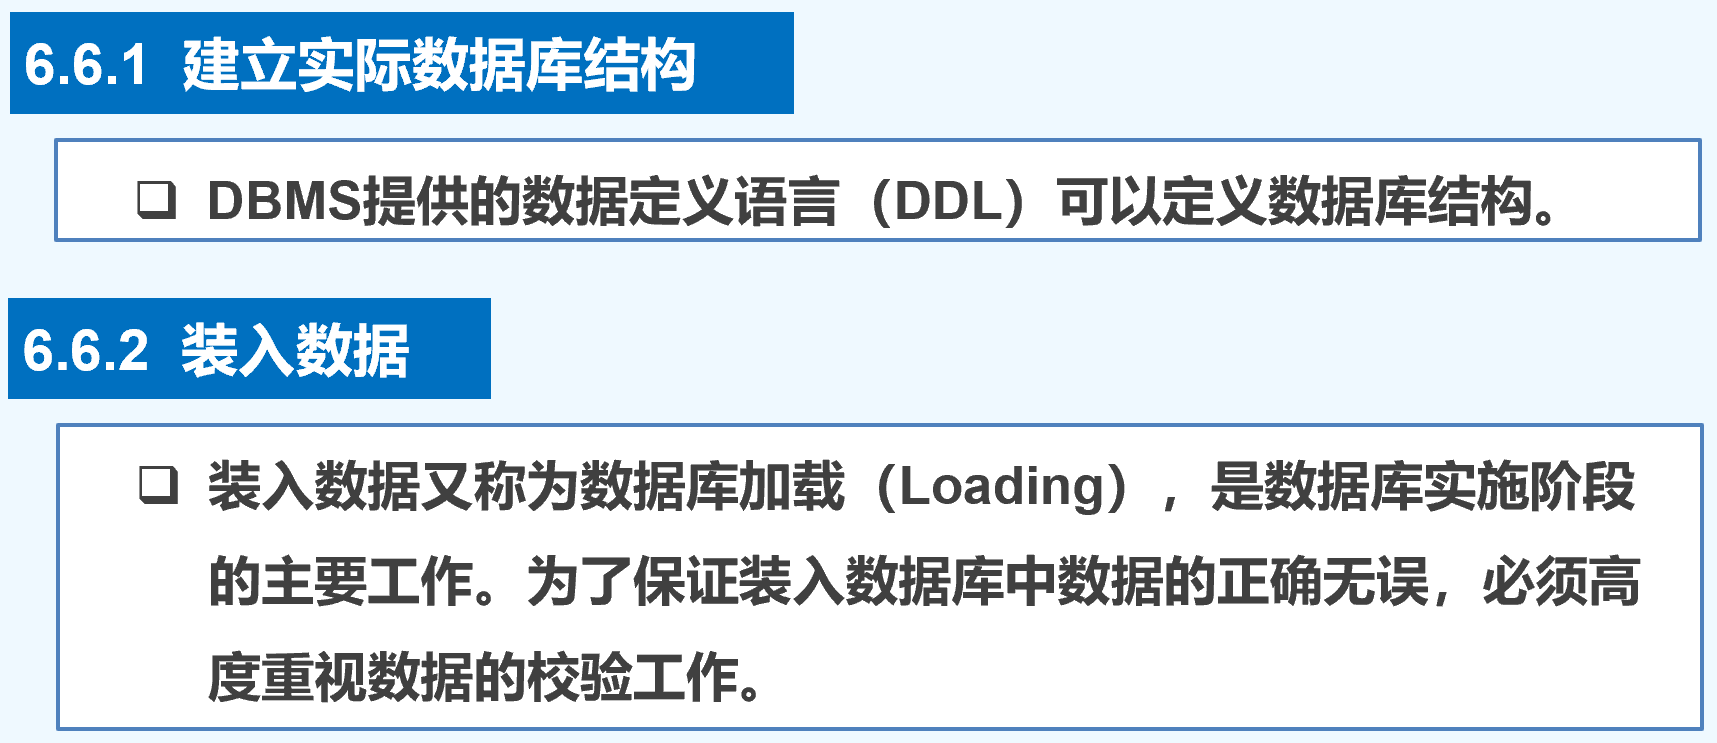 6.6.1 建立实际数据库结构
❑ DBMS提供的数据定义语言（DDL）可以定义数据库结构。
6.6.2 装入数据
❑ 装入数据又称为数据库加载（Loading），是数据库实施阶段
的主要工作。为了保证装入数据库中数据的正确无误，必须高
度重视数据的校验工作。